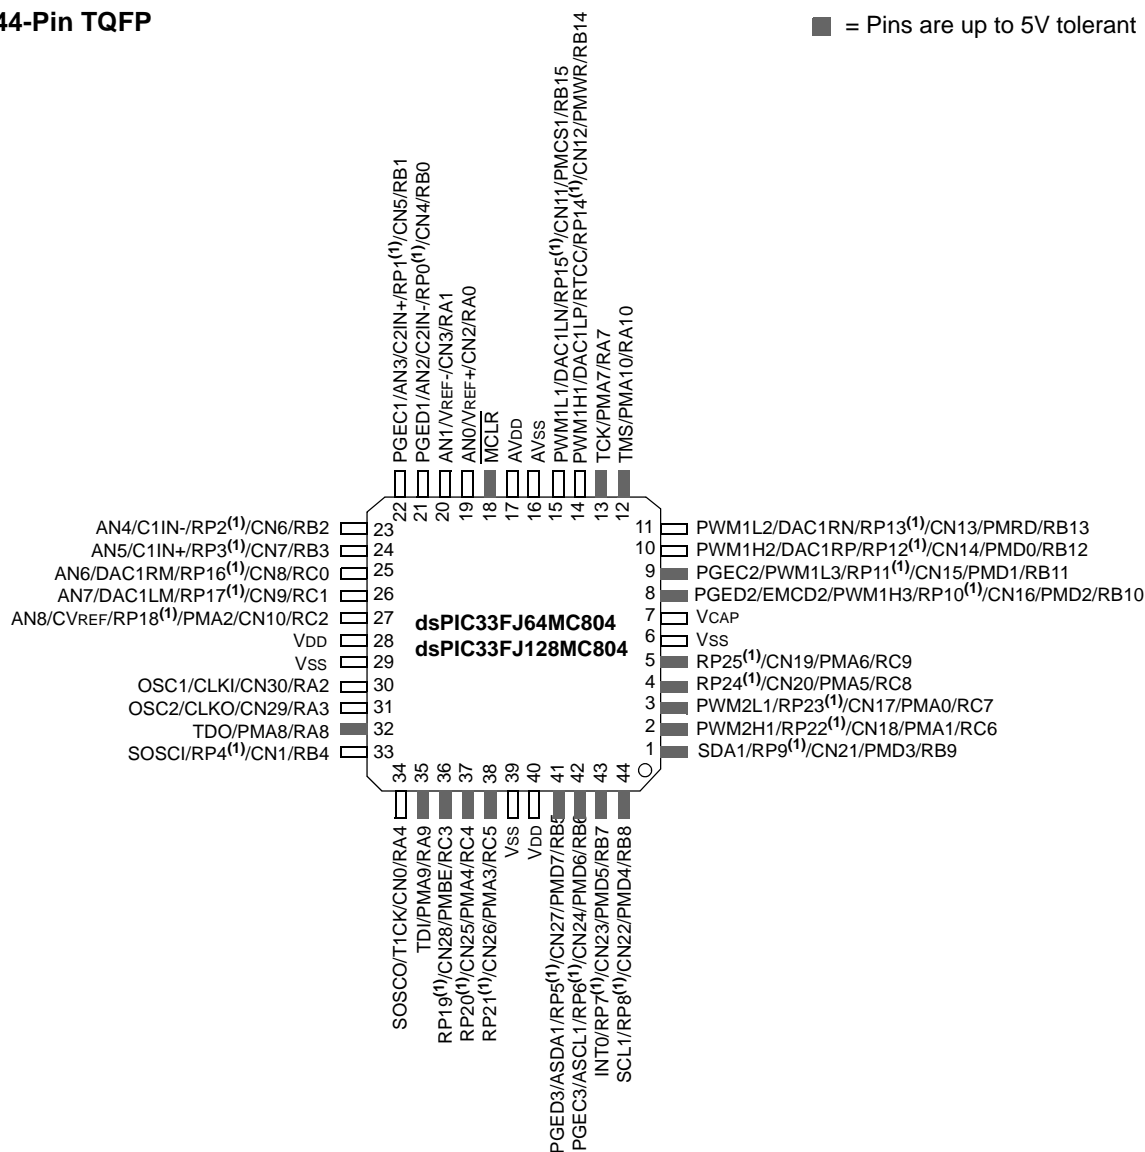 44-Pin TQFP
= Pins are up to 5V tolerant
PGEC1/AN3/C2IN+/RP1(1)/CN5/RB1
PGED1/AN2/C2IN-/RP0(1)/CN4/RB0
AN1/VREF-/CN3/RA1
AN0/VREF+/CN2/RA0
MCLR
AVDD
AVSS
PWM1L1/DAC1LN/RP15(1)/CN11/PMCS1/RB15
PWM1H1/DAC1LP/RTCC/RP14(1)/CN12/PMWR/RB14
TCK/PMA7/RA7
TMS/PMA10/RA10
22 21 20 19 18 17 16 15 14 13 12
AN4/C1IN-/RP2(1)/CN6/RB2 23
AN5/C1IN+/RP3(1)/CN7/RB3 24
AN6/DAC1RM/RP16(1)/CN8/RC0 25
AN7/DAC1LM/RP17(1)/CN9/RC1 26
AN8/CVREF/RP18(1)/PMA2/CN10/RC2 27
VDD 28
VSS 29
OSC1/CLKI/CN30/RA2 30
OSC2/CLKO/CN29/RA3 31
TDO/PMA8/RA8 32
SOSCI/RP4(1)/CN1/RB4 33
dsPIC33FJ64MC804
dsPIC33FJ128MC804
11 PWM1L2/DAC1RN/RP13(1)/CN13/PMRD/RB13
10 PWM1H2/DAC1RP/RP12(1)/CN14/PMD0/RB12
9 PGEC2/PWM1L3/RP11(1)/CN15/PMD1/RB11
8 PGED2/EMCD2/PWM1H3/RP10(1)/CN16/PMD2/RB10
7 VCAP
6 VSS
5 RP25(1)/CN19/PMA6/RC9
4 RP24(1)/CN20/PMA5/RC8
3 PWM2L1/RP23(1)/CN17/PMA0/RC7
2 PWM2H1/RP22(1)/CN18/PMA1/RC6
1 SDA1/RP9(1)/CN21/PMD3/RB9
34 35 36 37 38 39 40 41 42 43 44
SOSCO/T1CK/CN0/RA4
TDI/PMA9/RA9
RP19(1)/CN28/PMBE/RC3
RP20(1)/CN25/PMA4/RC4
RP21(1)/CN26/PMA3/RC5
VSS
VDD
PGED3/ASDA1/RP5(1)/CN27/PMD7/RB5
PGEC3/ASCL1/RP6(1)/CN24/PMD6/RB6
INT0/RP7(1)/CN23/PMD5/RB7
SCL1/RP8(1)/CN22/PMD4/RB8